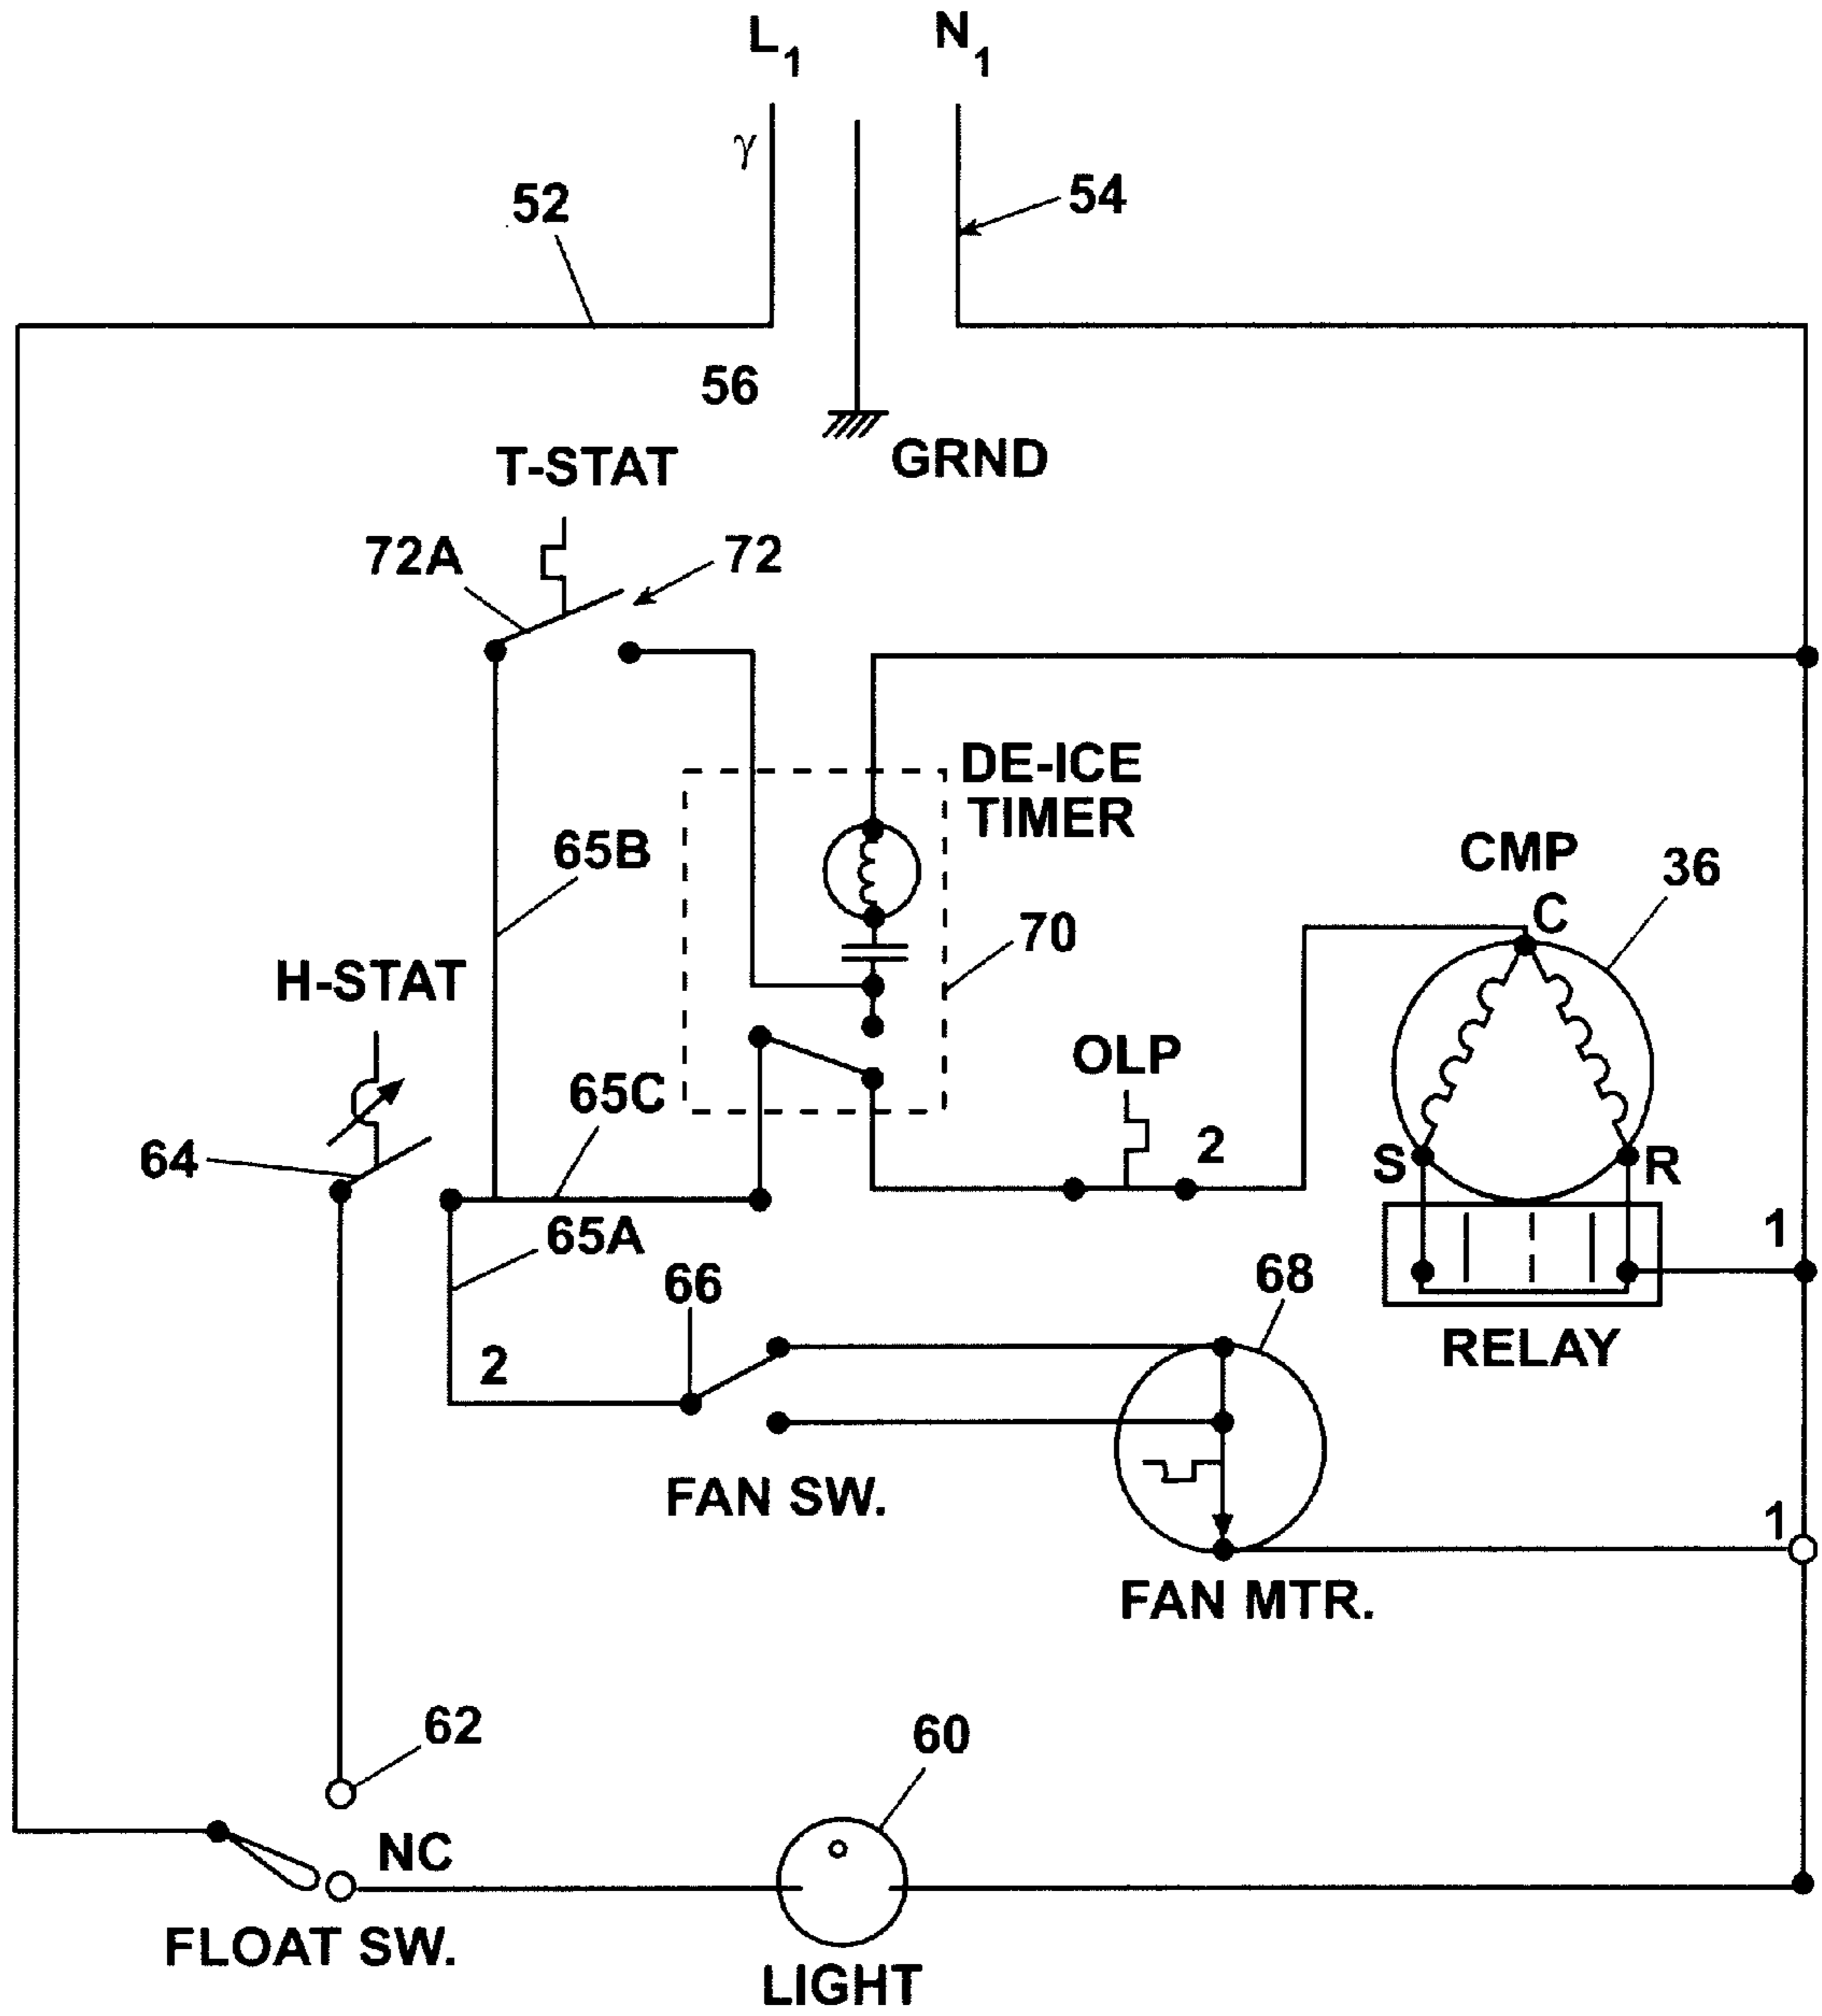 L1
N1
γ
54
52
56
GRND
T-STAT
72A
72
DE-ICE
TIMER
65B
CMP
36
C
70
H-STAT
OLP
65C
2
64
S
R
65A
1
66
68
2
RELAY
FAN SW.
1
FAN MTR.
62
60
NC
FLOAT SW.
LIGHT